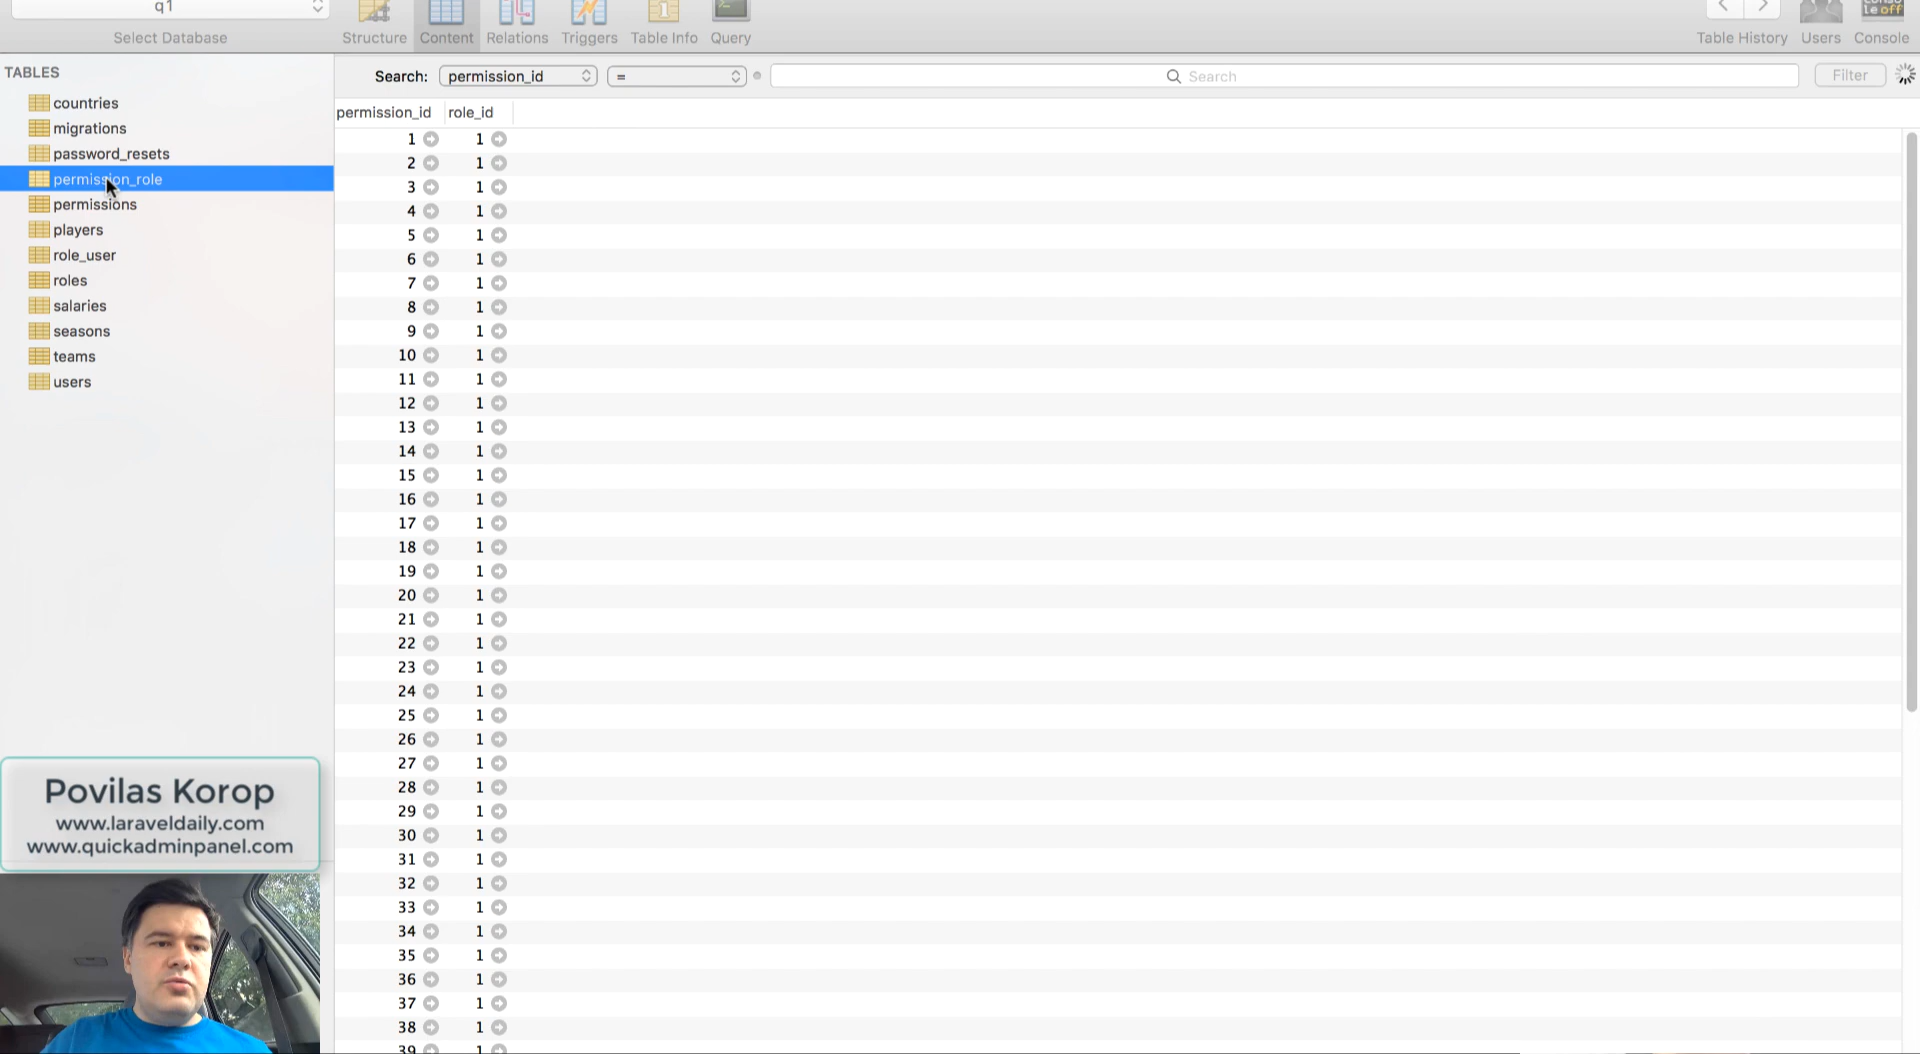 q1
Select Database
Structure
Content
Relations
Triggers
Table Info
Query
Table History
Users
Console
off
TABLES
countries
migrations
password_resets
permission_role
permissions
players
role_user
roles
salaries
seasons
teams
users
Search: permission_id = Search Filter
permission_id role_id
1 1
2 1
3 1
4 1
5 1
6 1
7 1
8 1
9 1
10 1
11 1
12 1
13 1
14 1
15 1
16 1
17 1
18 1
19 1
20 1
21 1
22 1
23 1
24 1
25 1
26 1
27 1
28 1
29 1
30 1
31 1
32 1
33 1
34 1
35 1
36 1
37 1
38 1
39 1
Povilas Korop
www.laraveldaily.com
www.quickadminpanel.com